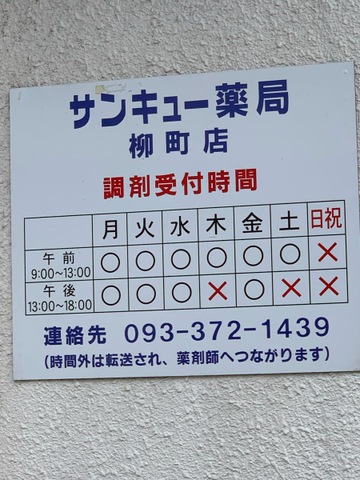 サンキュー薬局
柳町店
調剤受付時間
月 火 水 木 金 土 日祝
午前 9:00~13:00 ○ ○ ○ ○ ○ ○ ×
午後 13:00~18:00 ○ ○ ○ × ○ × ×
連絡先 093-372-1439
(時間外は転送され、薬剤師へつながります)